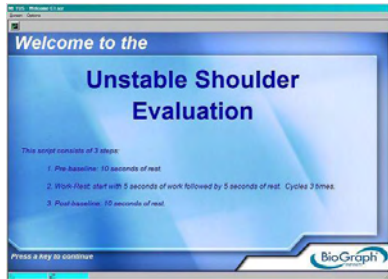 Screen Options
Welcome to the
Unstable Shoulder
Evaluation
This script consists of 3 steps:
1. Pre-baseline: 10 seconds of rest
2. Work-Rest: start with 5 seconds of work followed by 5 seconds of rest. Cycles 3 times.
3. Post-baseline: 10 seconds of rest.
Press a key to continue
BioGraph